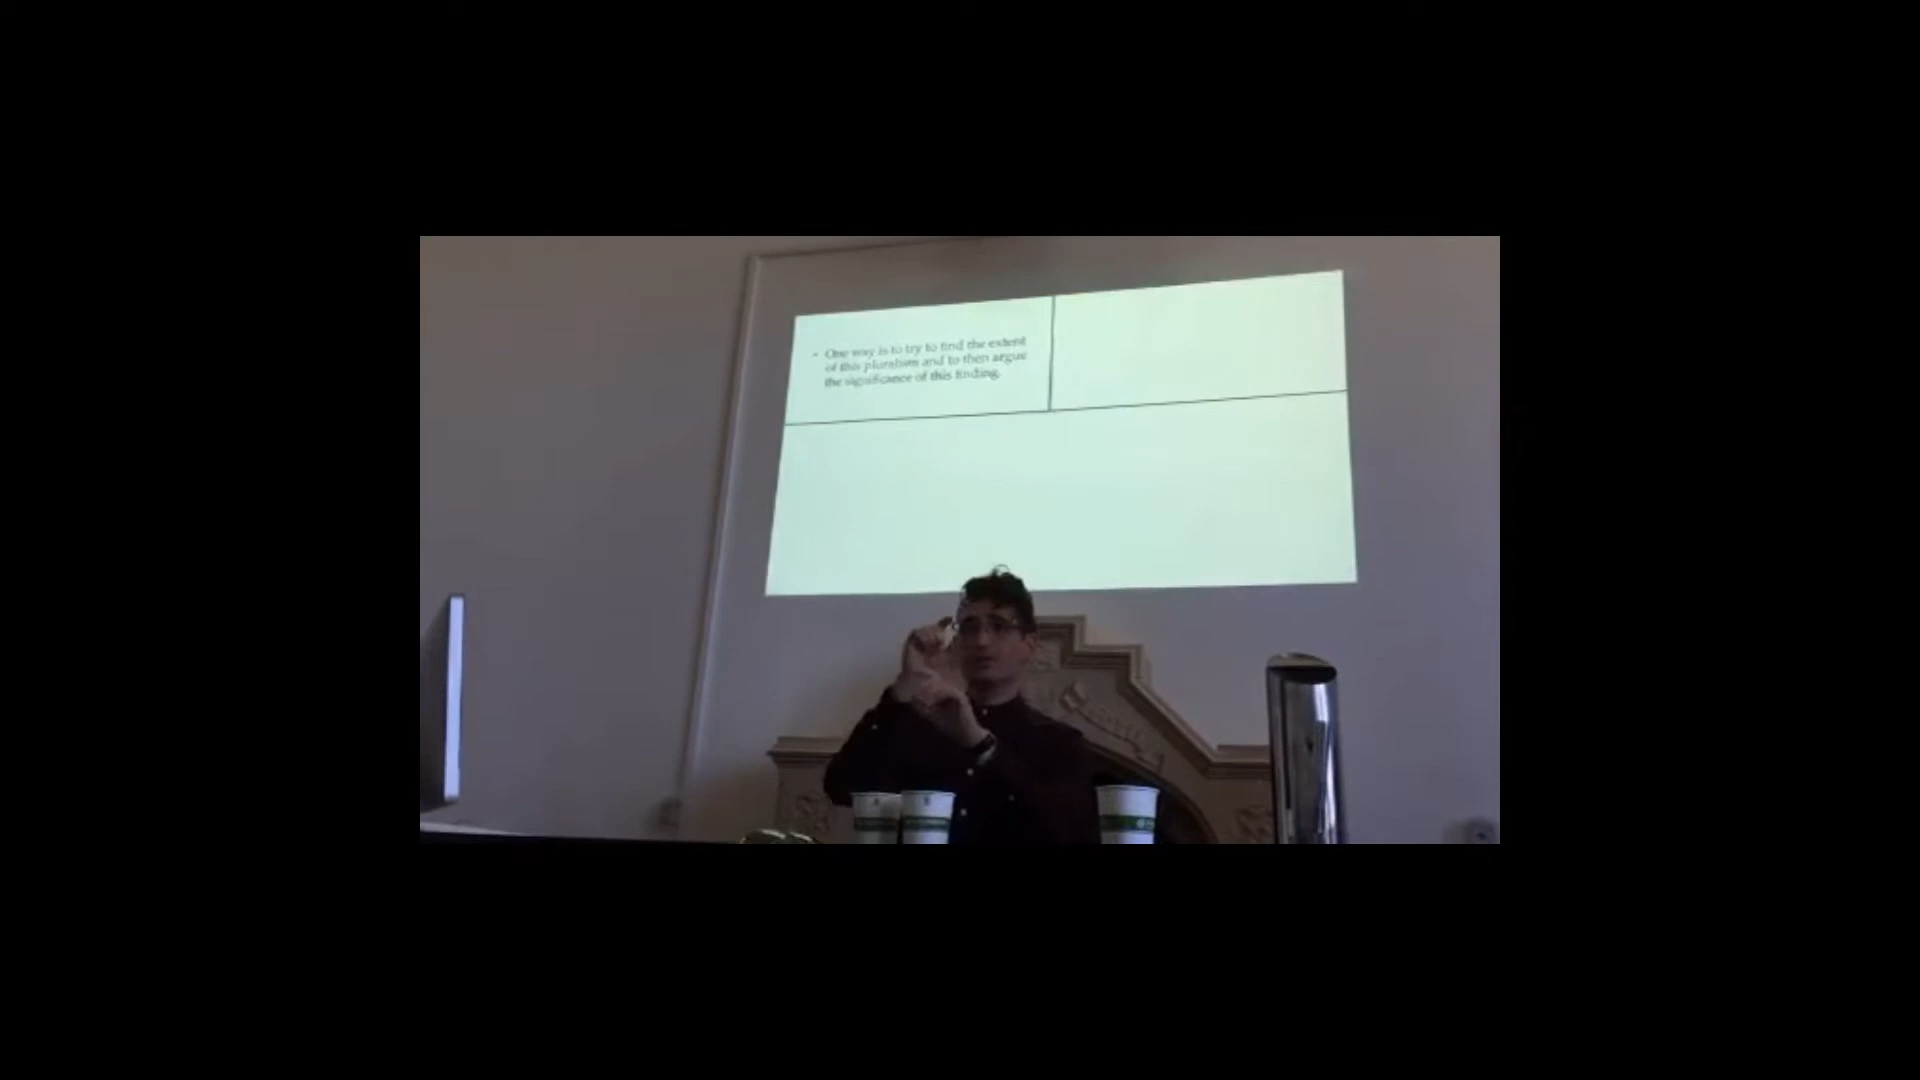 • One way is to try to find the extent
of this pluralism and to then argue
the significance of this finding.